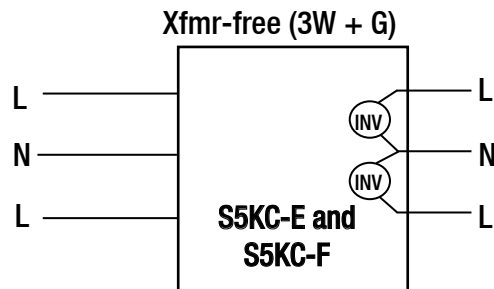 Xfmr-free (3W + G)
L L
INV
N N
INV
L L
S5KC-E and
S5KC-F